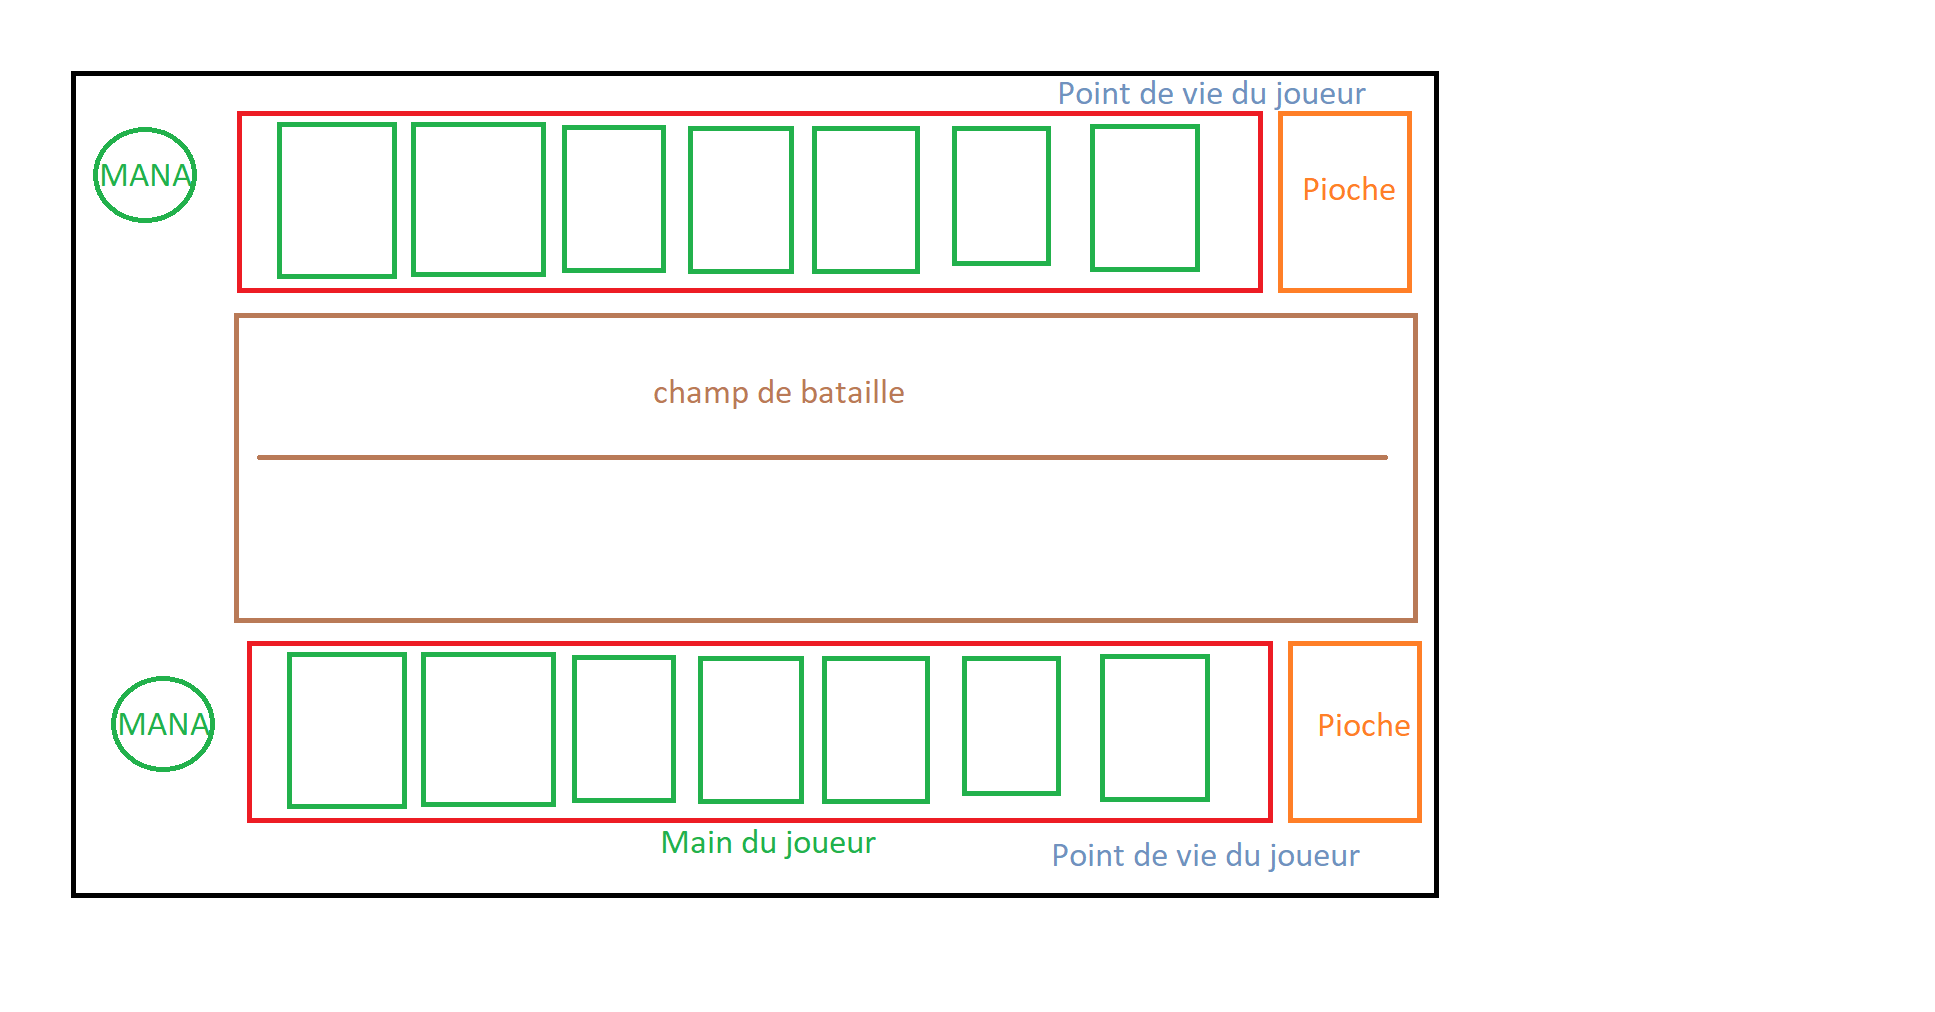 Point de vie du joueur
MANA
Pioche
champ de bataille
MANA
Pioche
Main du joueur
Point de vie du joueur